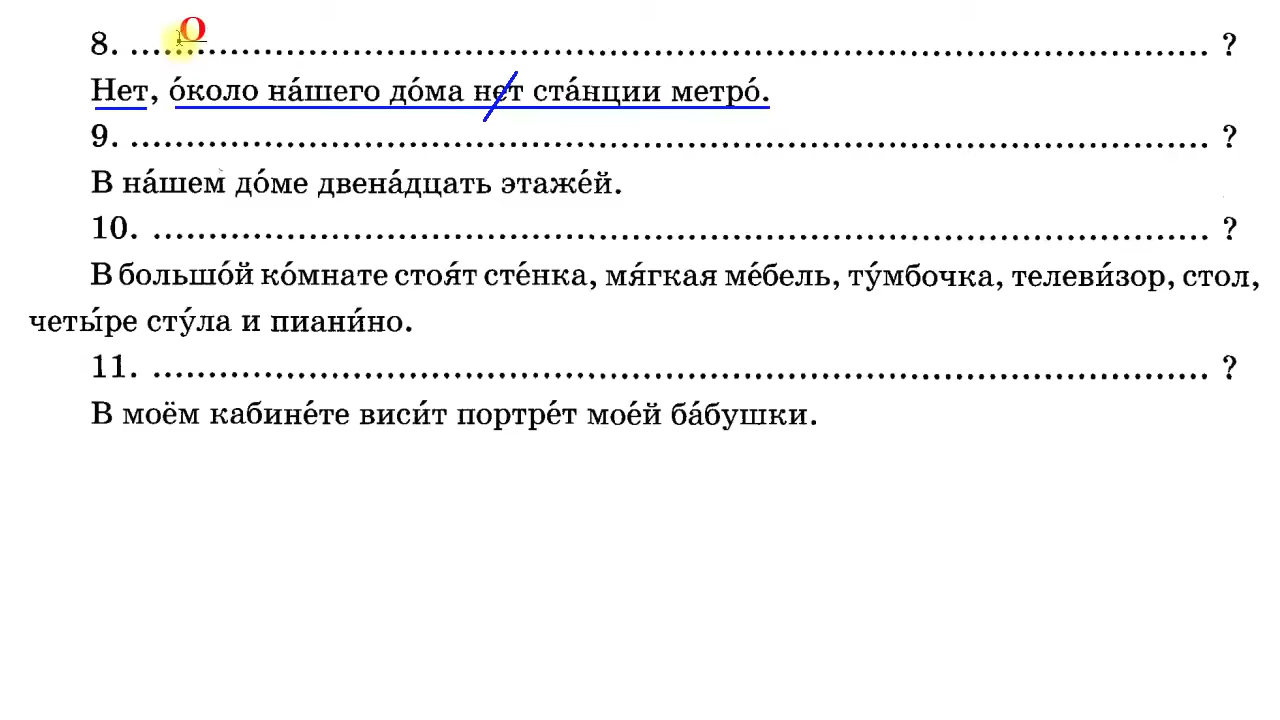 О
8. ............................................................................ ?
Нет, о́коло на́шего до́ма нет ста́нции метро́.
9. ............................................................................ ?
В на́шем до́ме двена́дцать этаже́й.
10. ............................................................................ ?
В большо́й ко́мнате стоя́т сте́нка, мя́гкая ме́бель, ту́мбочка, телеви́зор, стол,
четы́ре сту́ла и пиани́но.
11. ............................................................................ ?
В моём кабине́те виси́т портре́т мое́й ба́бушки.